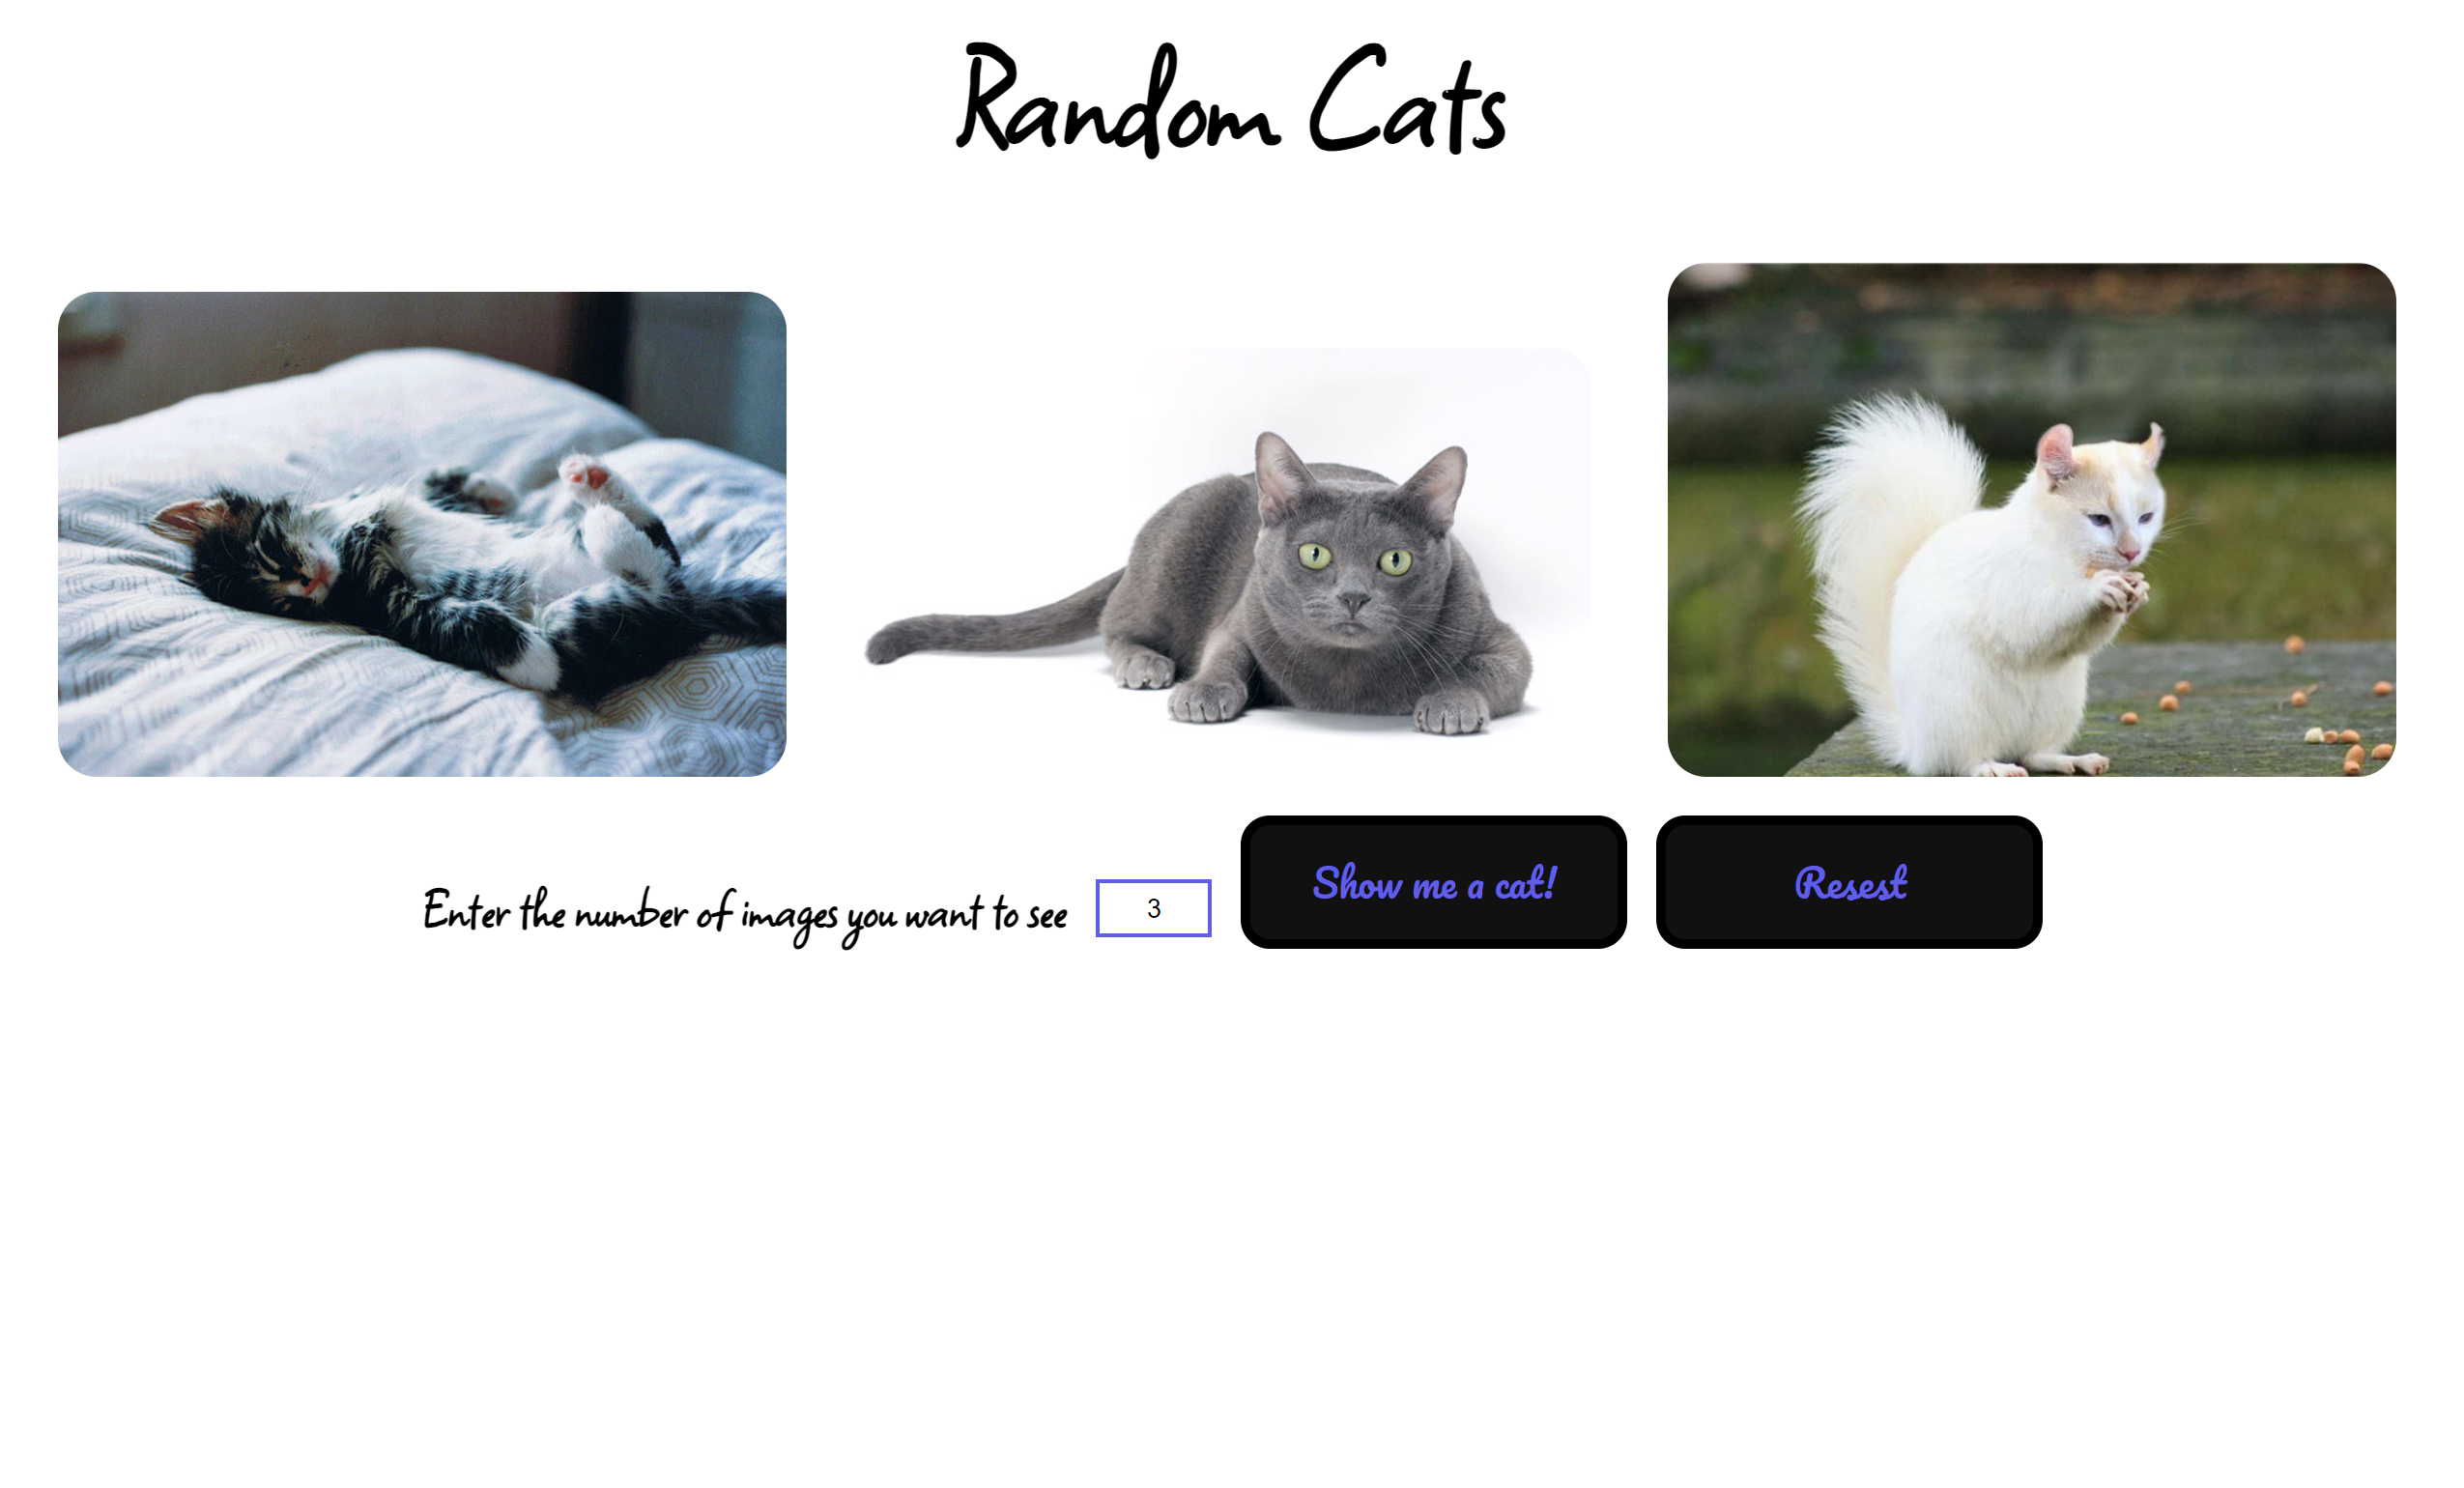 Random Cats
Enter the number of images you want to see 3 Show me a cat! Resest